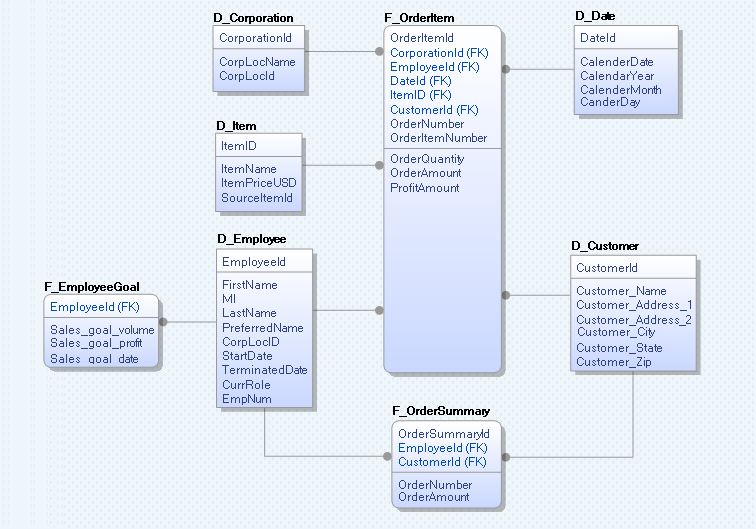 D_Corporation
CorporationId
CorpLocName
CorpLocId
F_OrderItem
OrderItemId
CorporationId (FK)
EmployeeId (FK)
DateId (FK)
ItemID (FK)
CustomerId (FK)
OrderNumber
OrderItemNumber
OrderQuantity
OrderAmount
ProfitAmount
D_Date
DateId
CalenderDate
CalendarYear
CalenderMonth
CanderDay
D_Item
ItemID
ItemName
ItemPriceUSD
SourceItemId
D_Employee
EmployeeId
FirstName
MI
LastName
PreferredName
CorpLocID
StartDate
TerminatedDate
CurrRole
EmpNum
D_Customer
CustomerId
Customer_Name
Customer_Address_1
Customer_Address_2
Customer_City
Customer_State
Customer_Zip
F_EmployeeGoal
EmployeeId (FK)
Sales_goal_volume
Sales_goal_profit
Sales_goal_date
F_OrderSummay
OrderSummaryId
EmployeeId (FK)
CustomerId (FK)
OrderNumber
OrderAmount